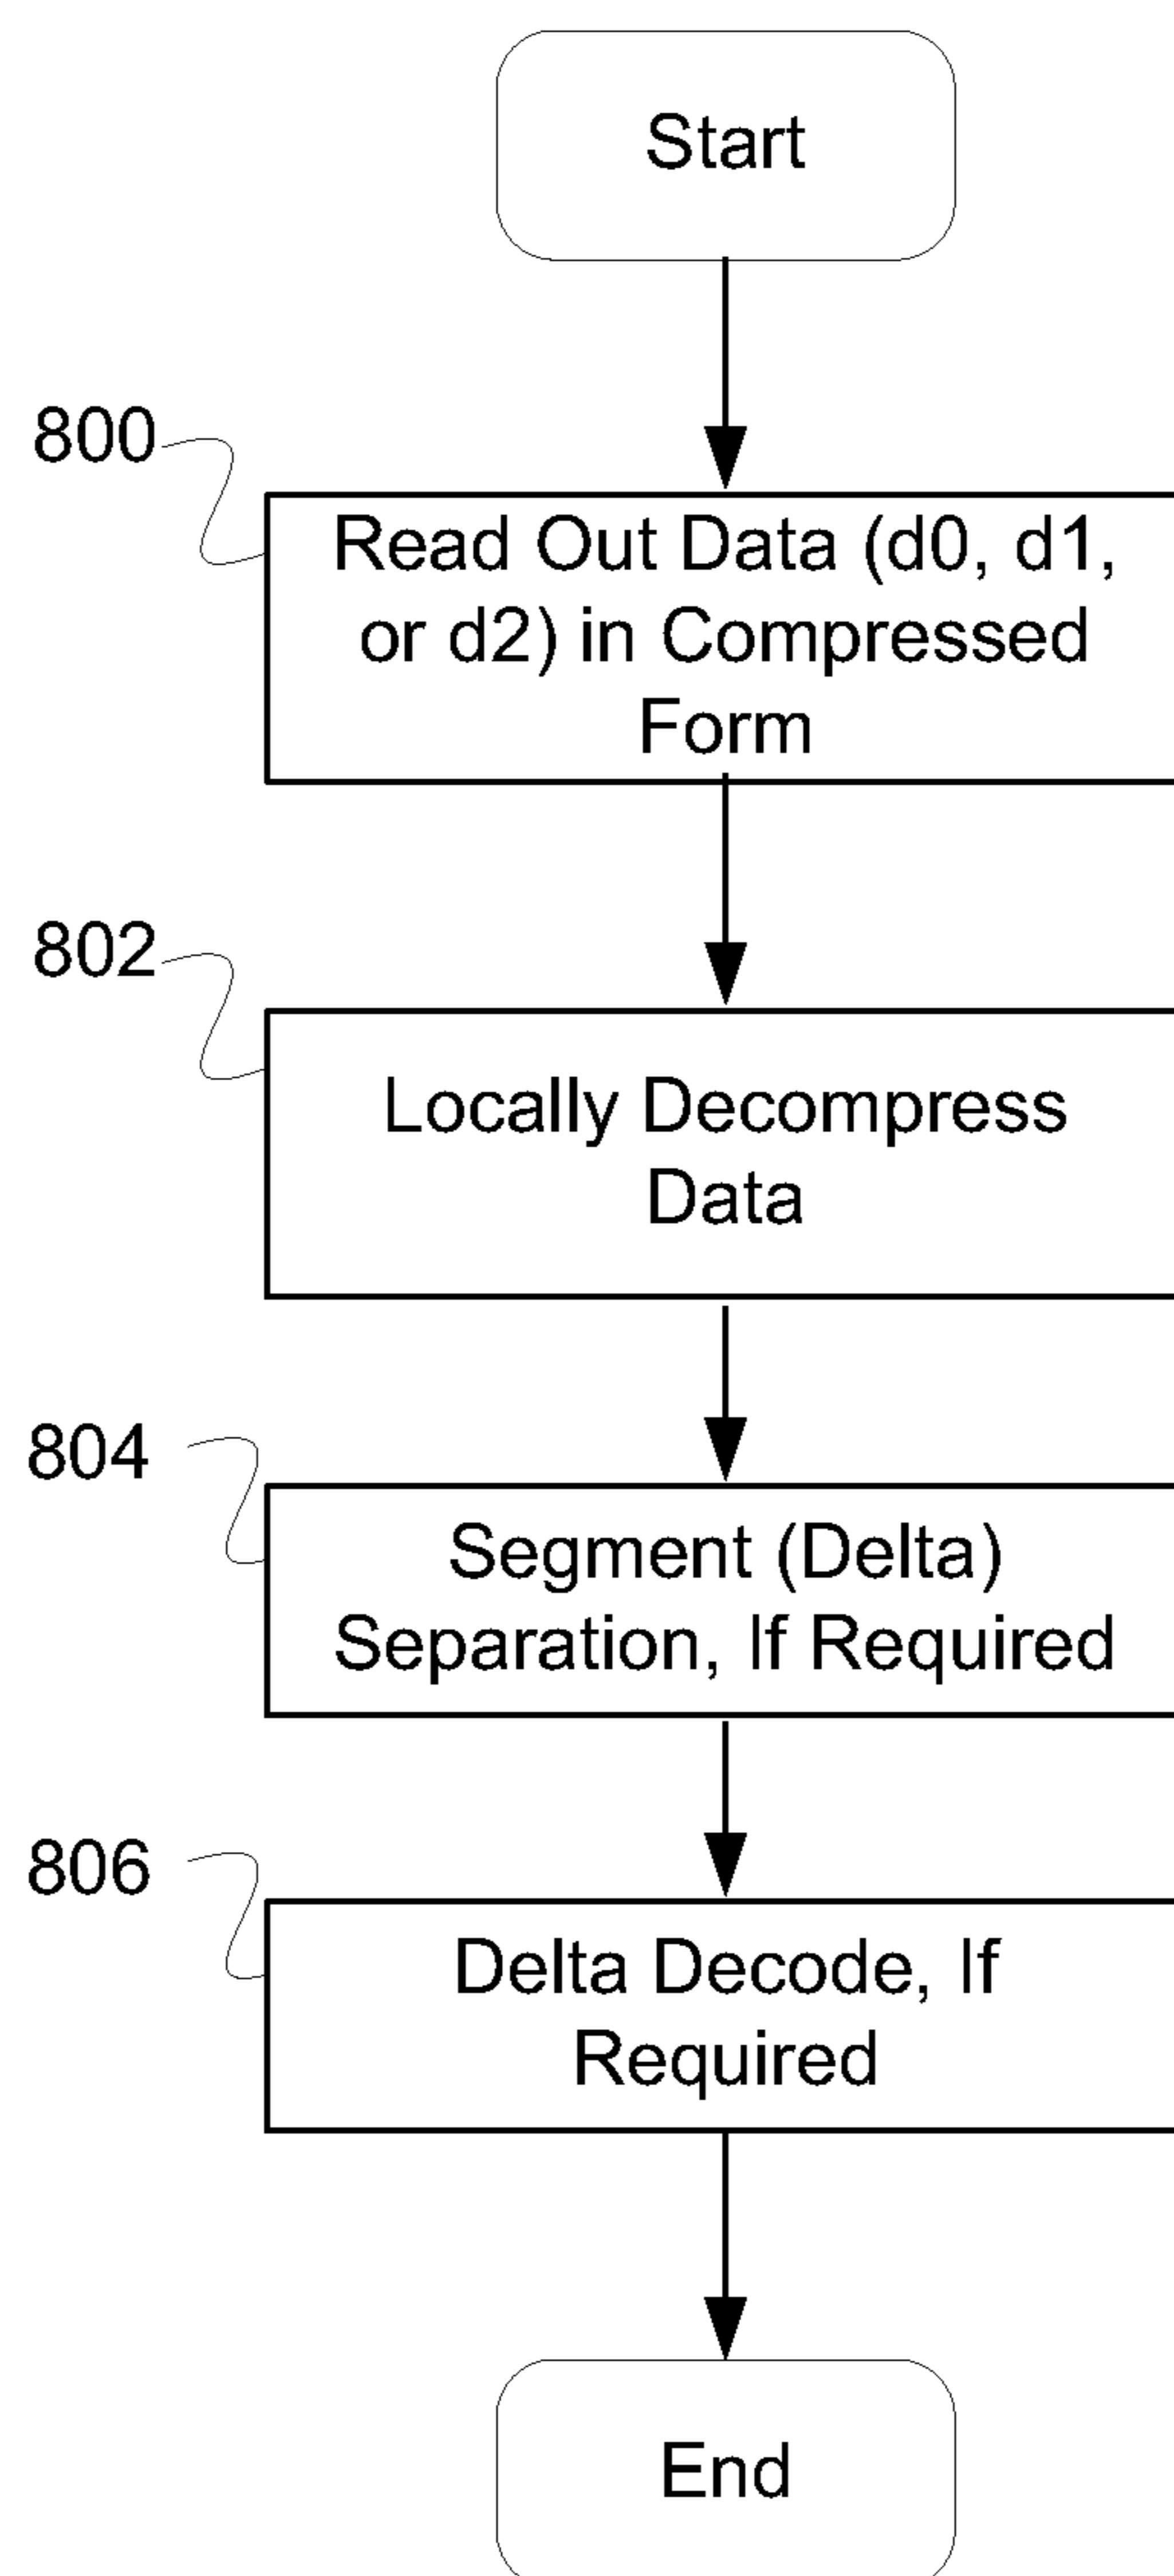 Start
800
Read Out Data (d0, d1,
or d2) in Compressed
Form
802
Locally Decompress
Data
804
Segment (Delta)
Separation, If Required
806
Delta Decode, If
Required
End